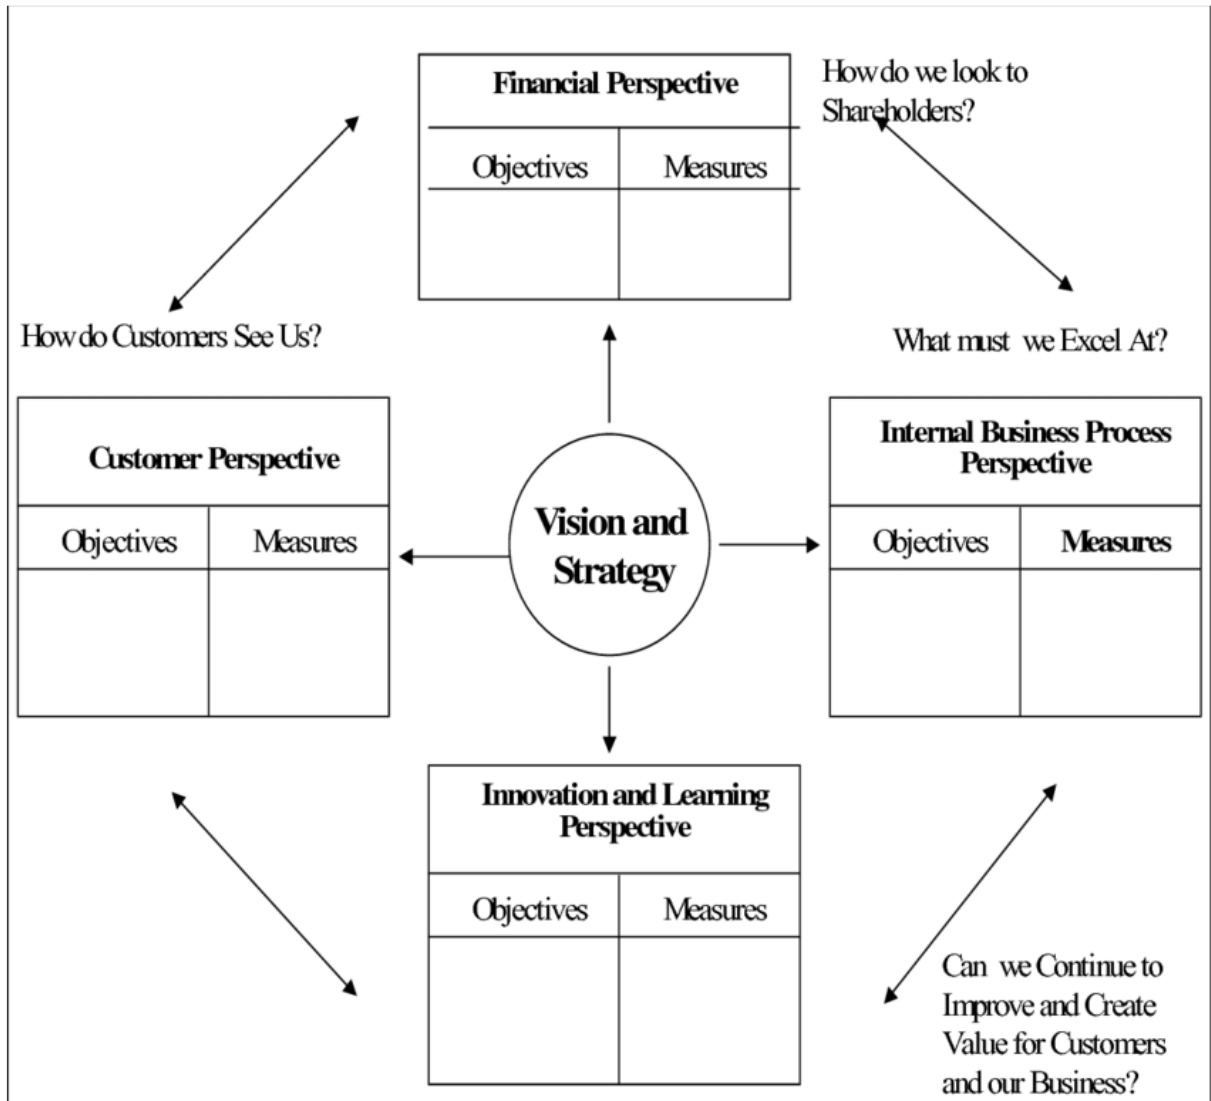 Financial Perspective
How do we look to
Shareholders?
Objectives
Measures
How do Customers See Us?
What must we Excel At?
Customer Perspective
Objectives
Measures
Vision and
Strategy
Internal Business Process
Perspective
Objectives
Measures
Innovation and Learning
Perspective
Objectives
Measures
Can we Continue to
Improve and Create
Value for Customers
and our Business?